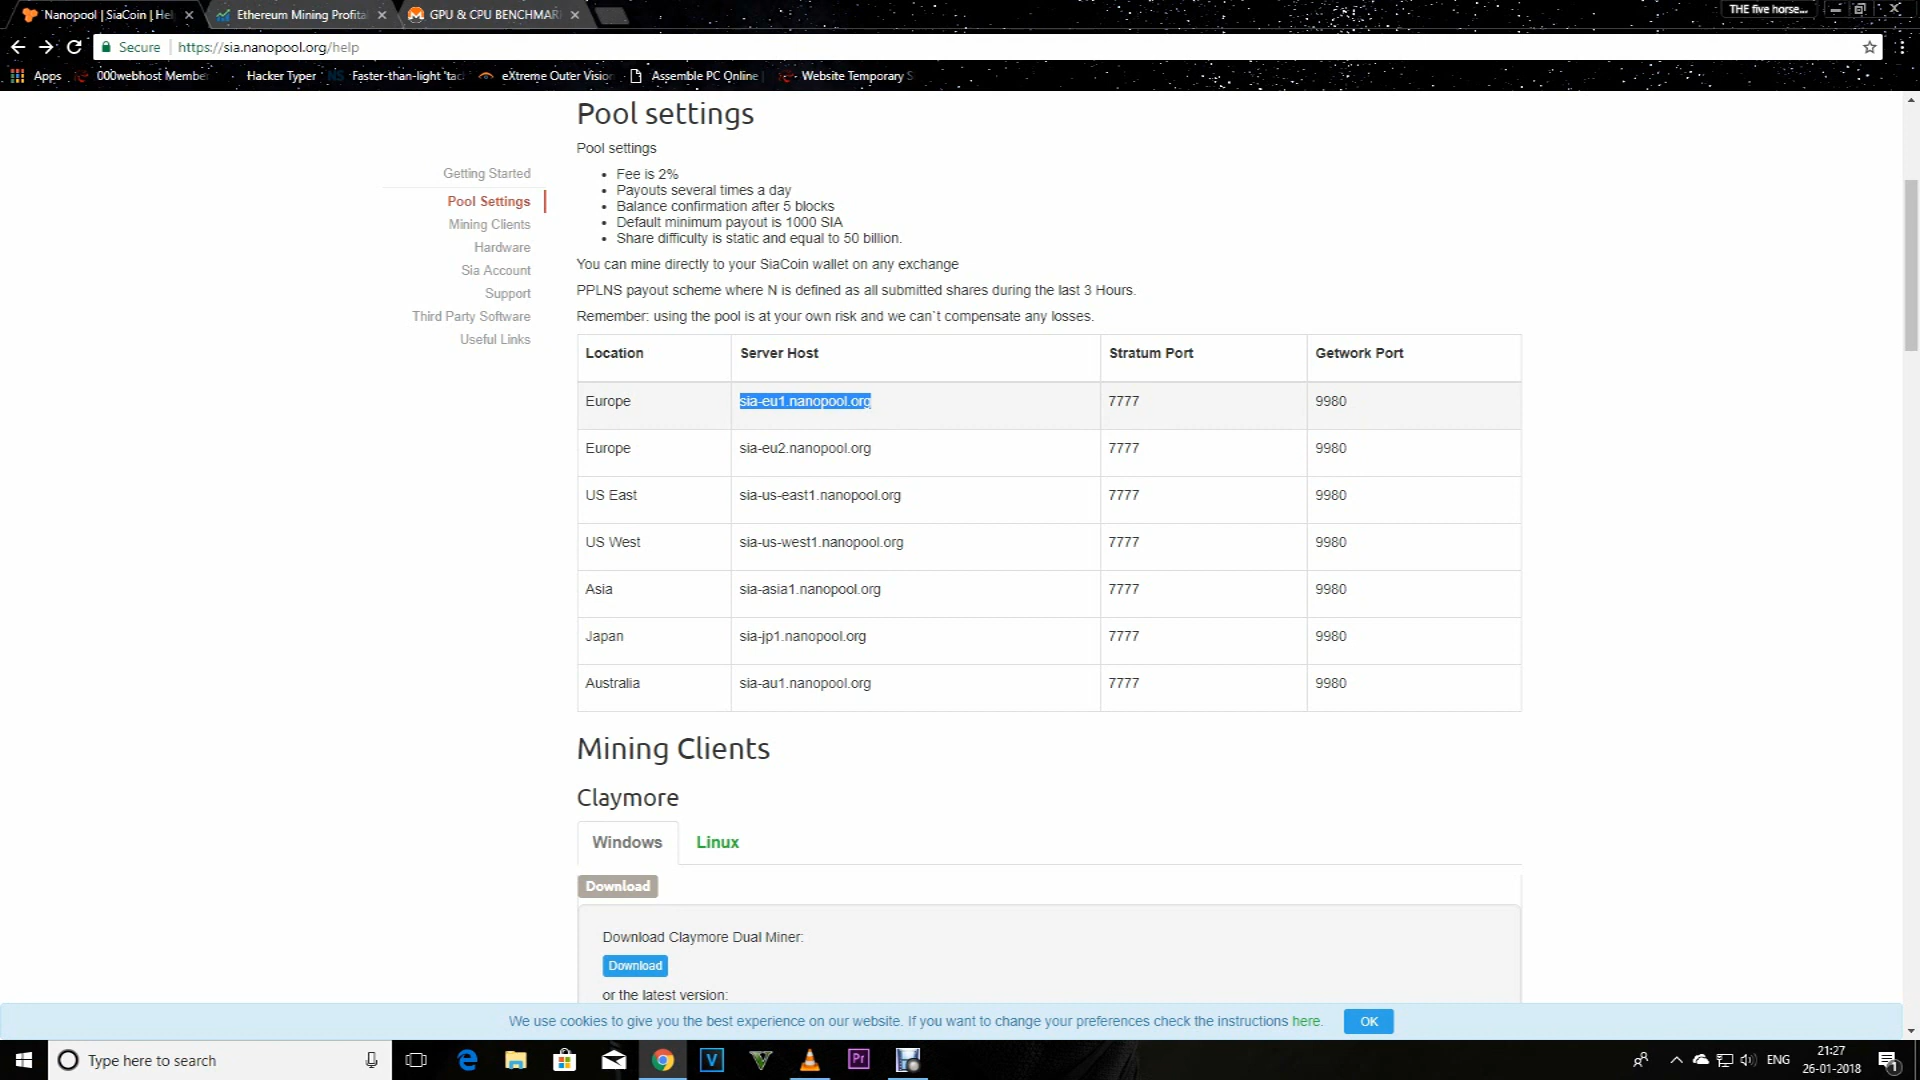 Nanopool | SiaCoin | Hel
Ethereum Mining Profita
GPU & CPU BENCHMAR
THE five horse...
Secure
https://sia.nanopool.org/help
Apps
000webhost Membe
Hacker Typer
Faster-than-light 'tac
eXtreme Outer Vision
Assemble PC Online
Website Temporary S
Pool settings
Pool settings
Getting Started
Pool Settings
Mining Clients
Hardware
Sia Account
Support
Third Party Software
Useful Links
• Fee is 2%
• Payouts several times a day
• Balance confirmation after 5 blocks
• Default minimum payout is 1000 SIA
• Share difficulty is static and equal to 50 billion.
You can mine directly to your SiaCoin wallet on any exchange
PPLNS payout scheme where N is defined as all submitted shares during the last 3 Hours.
Remember: using the pool is at your own risk and we can`t compensate any losses.
Location Server Host Stratum Port Getwork Port
Europe sia-eu1.nanopool.org 7777 9980
Europe sia-eu2.nanopool.org 7777 9980
US East sia-us-east1.nanopool.org 7777 9980
US West sia-us-west1.nanopool.org 7777 9980
Asia sia-asia1.nanopool.org 7777 9980
Japan sia-jp1.nanopool.org 7777 9980
Australia sia-au1.nanopool.org 7777 9980
Mining Clients
Claymore
Windows Linux
Download
Download Claymore Dual Miner:
Download
or the latest version:
We use cookies to give you the best experience on our website. If you want to change your preferences check the instructions here.
OK
Type here to search
ENG
21:27
26-01-2018